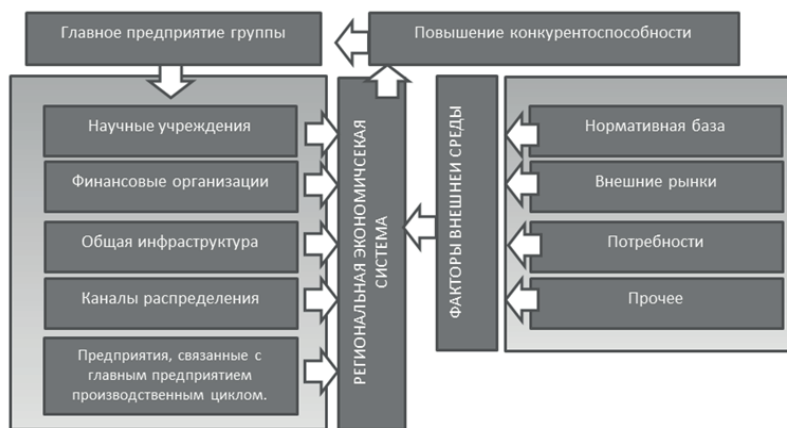 Главное предприятие группы
Повышение конкурентоспособности
Научные учреждения
Финансовые организации
Общая инфраструктура
Каналы распределения
Предприятия, связанные с
главным предприятием
производственным циклом.
РЕГИОНАЛЬНАЯ ЭКОНОМИЧСЕКАЯ
СИСТЕМА
ФАКТОРЫ ВНЕШНЕЙ СРЕДЫ
Нормативная база
Внешние рынки
Потребности
Прочее